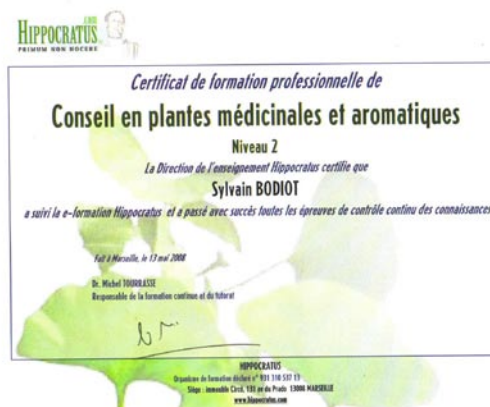 HIPPOCRATUS.COM
PRIMUM NON NOCERE
Certificat de formation professionnelle de
Conseil en plantes médicinales et aromatiques
Niveau 2
La Direction de l'enseignement Hippocratus certifie que
Sylvain BODIOT
a suivi la e-formation Hippocratus et a passé avec succès toutes les épreuves de contrôle continu des connaissances
Fait à Marseille, le 13 mai 2008
Dr. Michel TOURRASSE
Responsable de la formation continue et du tutorat
HIPPOCRATUS
Organisme de formation déclaré n° 931 310 537 13
Siège : immeuble Circé, 135 av du Prado 13008 MARSEILLE
www.hippocratus.com